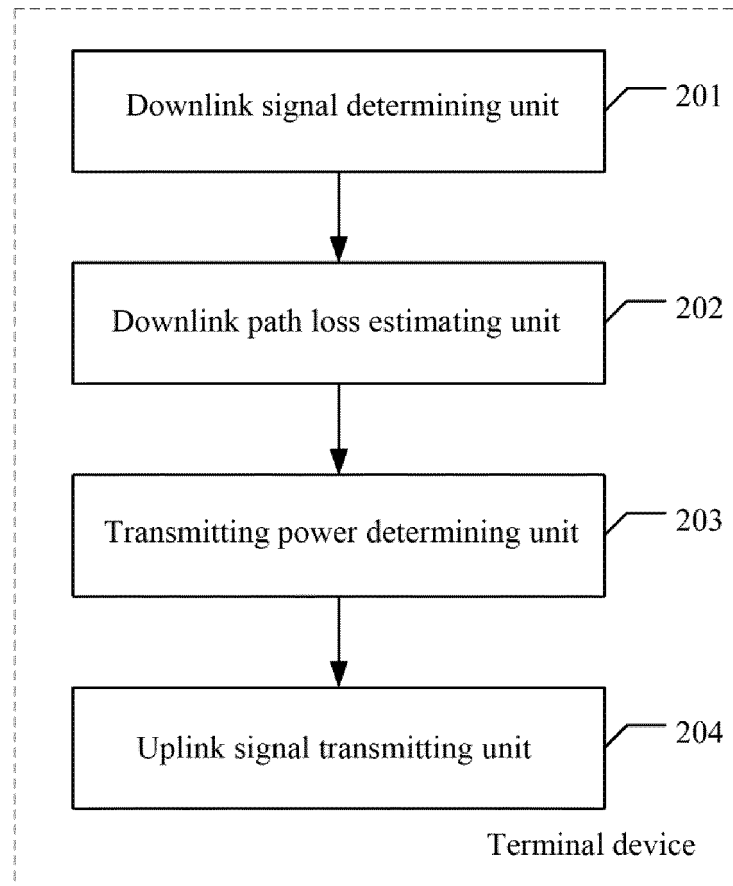 Downlink signal determining unit
201
Downlink path loss estimating unit
202
Transmitting power determining unit
203
Uplink signal transmitting unit
204
Terminal device